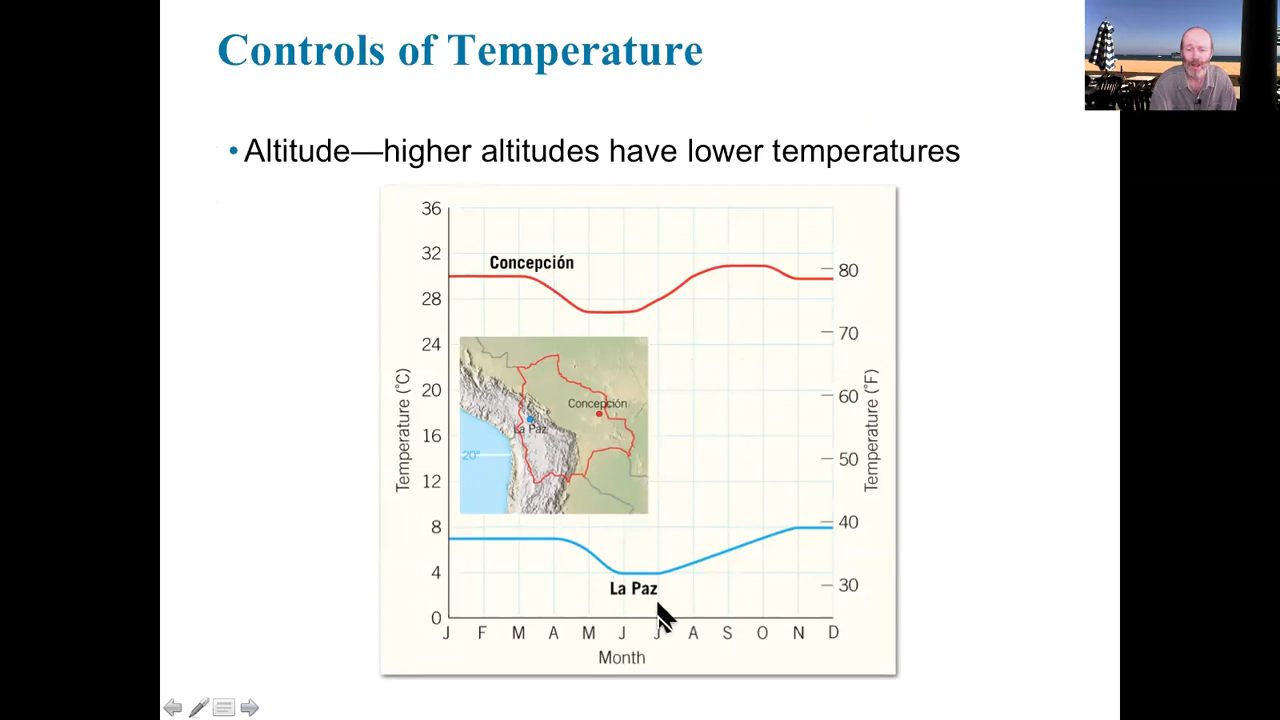 Controls of Temperature
• Altitude—higher altitudes have lower temperatures
36
32
28
24
20
16
12
8
4
0
Temperature (°C)
Concepción
Concepción
La Paz
20°
La Paz
80
70
60
50
40
30
Temperature (°F)
J F M A M J J A S O N D
Month